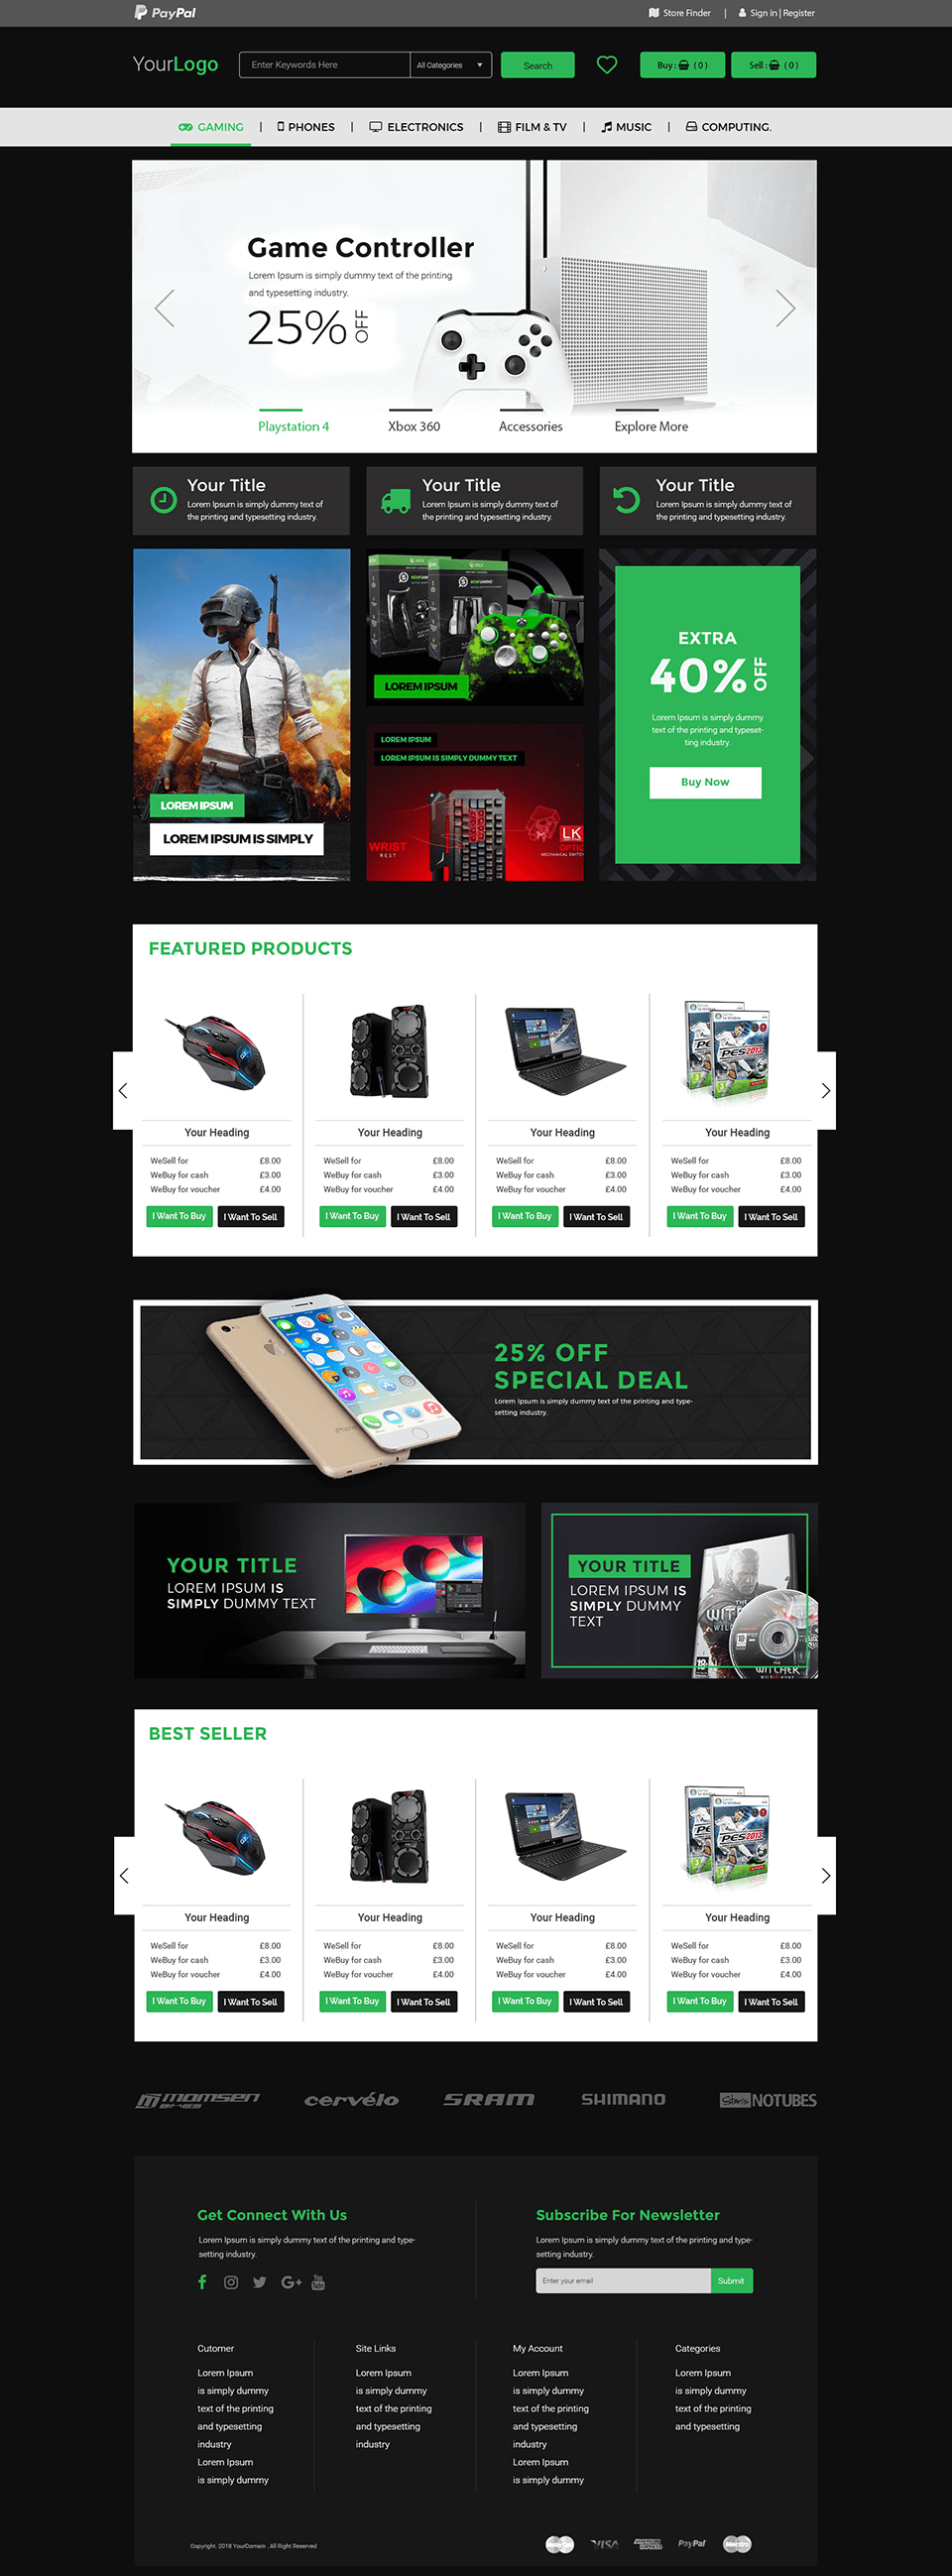 PayPal
Store Finder | Sign In | Register
YourLogo
Enter Keywords Here
All Categories
Search
Buy : ( 0 )
Sell : ( 0 )
GAMING | PHONES | ELECTRONICS | FILM & TV | MUSIC | COMPUTING.
Game Controller
Lorem Ipsum is simply dummy text of the printing
and typesetting industry.
25% OFF
Playstation 4
Xbox 360
Accessories
Explore More
Your Title
Lorem Ipsum is simply dummy text of
the printing and typesetting industry.
Your Title
Lorem Ipsum is simply dummy text of
the printing and typesetting industry.
Your Title
Lorem Ipsum is simply dummy text of
the printing and typesetting industry.
LOREM IPSUM
LOREM IPSUM IS SIMPLY
LOREM IPSUM
LOREM IPSUM
LOREM IPSUM IS SIMPLY DUMMY TEXT
WRIST
REST
LK
OPTIC
MECHANICAL SWITCH
EXTRA
40% OFF
Lorem Ipsum is simply dummy
text of the printing and typeset-
ting industry.
Buy Now
FEATURED PRODUCTS
PES 2013
Your Heading
WeSell for £8.00
WeBuy for cash £3.00
WeBuy for voucher £4.00
I Want To Buy
I Want To Sell
Your Heading
WeSell for £8.00
WeBuy for cash £3.00
WeBuy for voucher £4.00
I Want To Buy
I Want To Sell
Your Heading
WeSell for £8.00
WeBuy for cash £3.00
WeBuy for voucher £4.00
I Want To Buy
I Want To Sell
Your Heading
WeSell for £8.00
WeBuy for cash £3.00
WeBuy for voucher £4.00
I Want To Buy
I Want To Sell
25% OFF
SPECIAL DEAL
Lorem Ipsum is simply dummy text of the printing and type-
setting industry.
YOUR TITLE
LOREM IPSUM IS
SIMPLY DUMMY TEXT
YOUR TITLE
LOREM IPSUM IS
SIMPLY DUMMY
TEXT
THE
WITCHER
WILD
18
WITCHER
BEST SELLER
PES 2013
Your Heading
WeSell for £8.00
WeBuy for cash £3.00
WeBuy for voucher £4.00
I Want To Buy
I Want To Sell
Your Heading
WeSell for £8.00
WeBuy for cash £3.00
WeBuy for voucher £4.00
I Want To Buy
I Want To Sell
Your Heading
WeSell for £8.00
WeBuy for cash £3.00
WeBuy for voucher £4.00
I Want To Buy
I Want To Sell
Your Heading
WeSell for £8.00
WeBuy for cash £3.00
WeBuy for voucher £4.00
I Want To Buy
I Want To Sell
MOMSEN
BIKES
cervélo
SRAM
SHIMANO
Stan's NOTUBES
Get Connect With Us
Lorem Ipsum is simply dummy text of the printing and type-
setting industry.
Subscribe For Newsletter
Lorem Ipsum is simply dummy text of the printing and type-
setting industry.
Enter your email
Submit
Cutomer
Lorem Ipsum
is simply dummy
text of the printing
and typesetting
industry
Lorem Ipsum
is simply dummy
Site Links
Lorem Ipsum
is simply dummy
text of the printing
and typesetting
industry
My Account
Lorem Ipsum
is simply dummy
text of the printing
and typesetting
industry
Lorem Ipsum
is simply dummy
Categories
Lorem Ipsum
is simply dummy
text of the printing
and typesetting
Copyright. 2018 YourDomain . All Right Reserved
MasterCard
VISA
AMERICAN EXPRESS
PayPal
Maestro